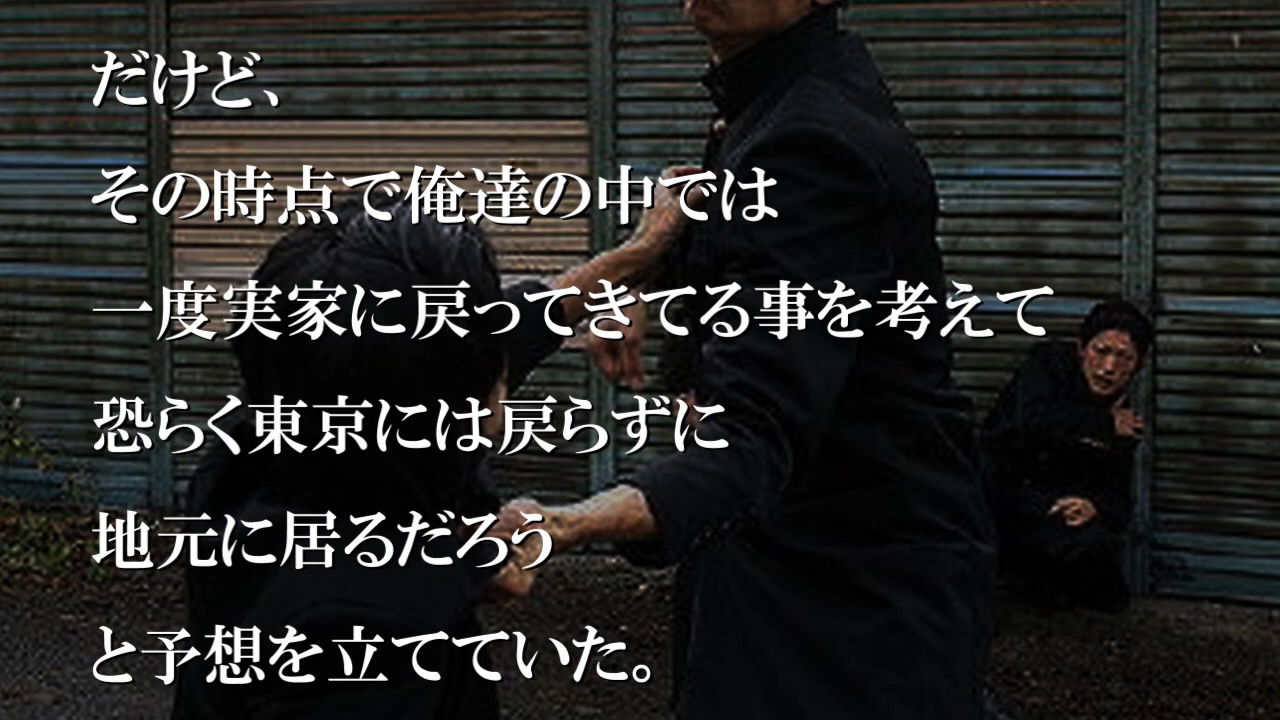 だけど、
その時点で俺達の中では
一度実家に戻ってきてる事を考えて
恐らく東京には戻らずに
地元に居るだろう
と予想を立てていた。